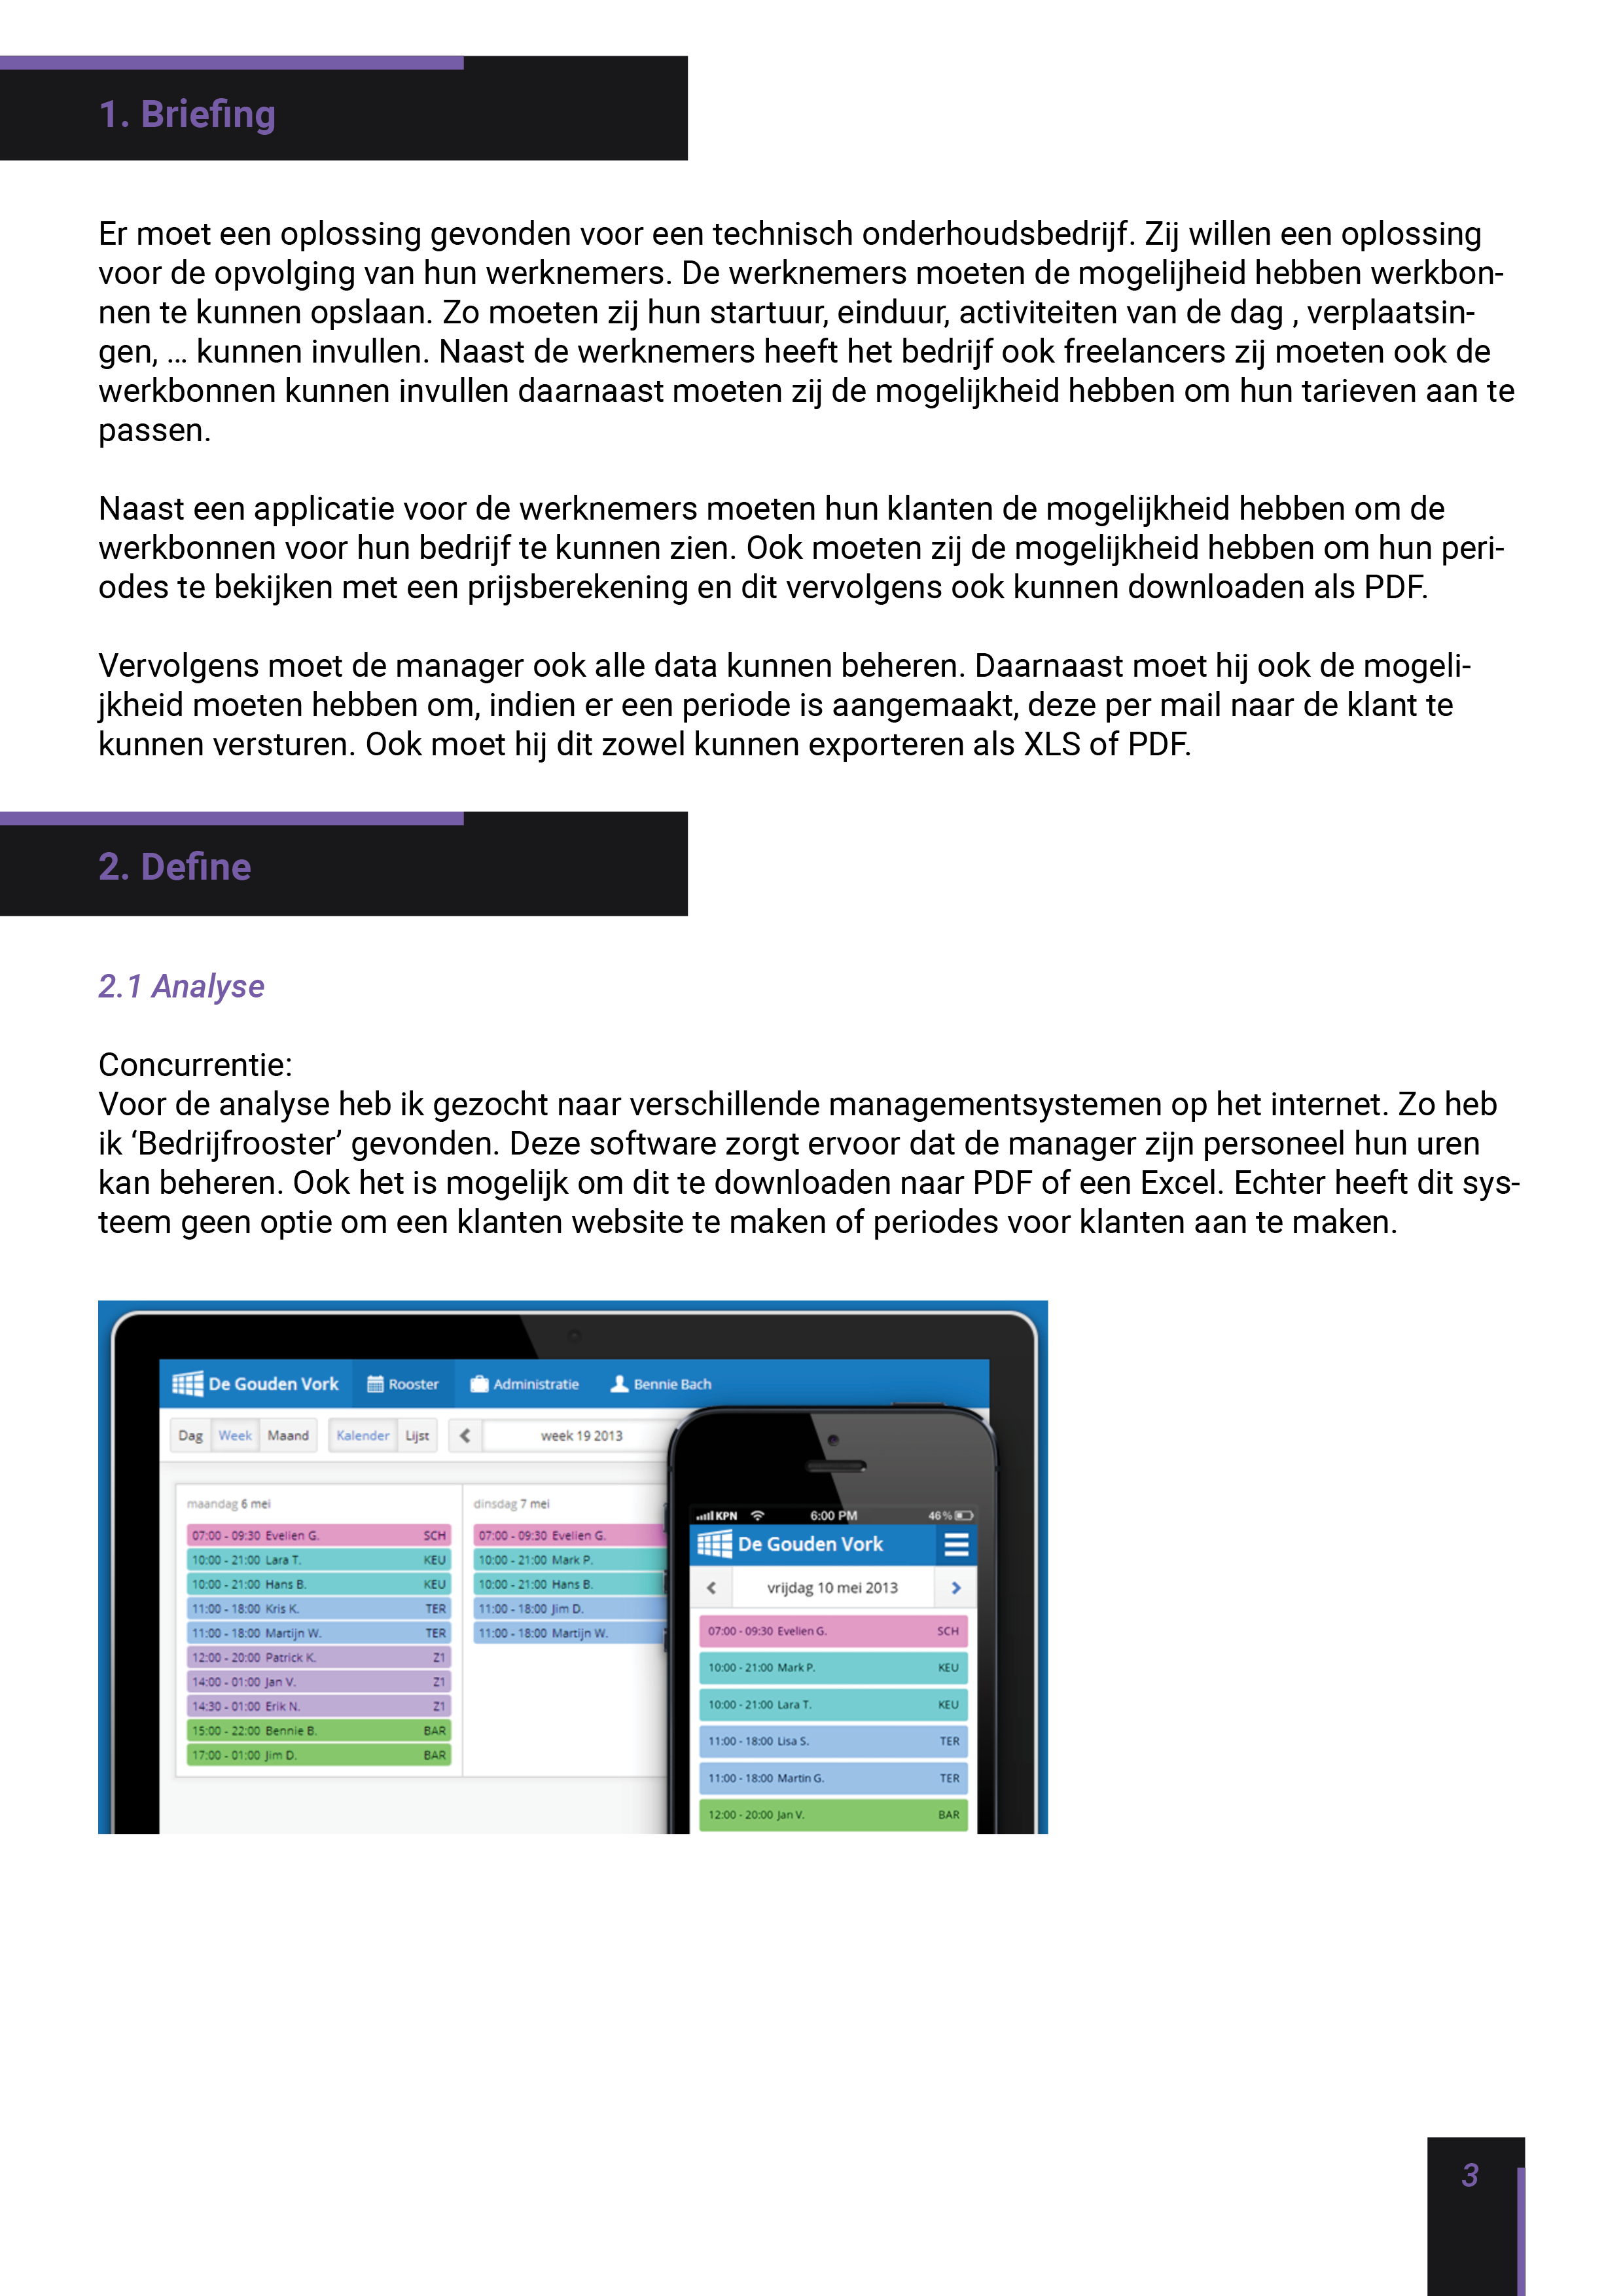 1. Briefing
Er moet een oplossing gevonden voor een technisch onderhoudsbedrijf. Zij willen een oplossing
voor de opvolging van hun werknemers. De werknemers moeten de mogelijheid hebben werkbon-
nen te kunnen opslaan. Zo moeten zij hun startuur, einduur, activiteiten van de dag , verplaatsin-
gen, ... kunnen invullen. Naast de werknemers heeft het bedrijf ook freelancers zij moeten ook de
werkbonnen kunnen invullen daarnaast moeten zij de mogelijkheid hebben om hun tarieven aan te
passen.
Naast een applicatie voor de werknemers moeten hun klanten de mogelijkheid hebben om de
werkbonnen voor hun bedrijf te kunnen zien. Ook moeten zij de mogelijkheid hebben om hun peri-
odes te bekijken met een prijsberekening en dit vervolgens ook kunnen downloaden als PDF.
Vervolgens moet de manager ook alle data kunnen beheren. Daarnaast moet hij ook de mogeli-
jkheid moeten hebben om, indien er een periode is aangemaakt, deze per mail naar de klant te
kunnen versturen. Ook moet hij dit zowel kunnen exporteren als XLS of PDF.
2. Define
2.1 Analyse
Concurrentie:
Voor de analyse heb ik gezocht naar verschillende managementsystemen op het internet. Zo heb
ik ‘Bedrijfrooster’ gevonden. Deze software zorgt ervoor dat de manager zijn personeel hun uren
kan beheren. Ook het is mogelijk om dit te downloaden naar PDF of een Excel. Echter heeft dit sys-
teem geen optie om een klanten website te maken of periodes voor klanten aan te maken.
De Gouden Vork Rooster Administratie Bennie Bach
Dag Week Maand Kalender Lijst week 19 2013
maandag 6 mei
07:00 - 09:30 Evelien G. SCH
10:00 - 21:00 Lara T. KEU
10:00 - 21:00 Hans B. KEU
11:00 - 18:00 Kris K. TER
11:00 - 18:00 Martijn W. TER
12:00 - 20:00 Patrick K. Z1
14:00 - 01:00 Jan V. Z1
14:30 - 01:00 Erik N. Z1
15:00 - 22:00 Bennie B. BAR
17:00 - 01:00 Jim D. BAR
dinsdag 7 mei
07:00 - 09:30 Evelien G.
10:00 - 21:00 Mark P.
10:00 - 21:00 Hans B.
11:00 - 18:00 Jim D.
11:00 - 18:00 Martijn W.
KPN 6:00 PM 46%
De Gouden Vork
vrijdag 10 mei 2013
07:00 - 09:30 Evelien G. SCH
10:00 - 21:00 Mark P. KEU
10:00 - 21:00 Lara T. KEU
11:00 - 18:00 Lisa S. TER
11:00 - 18:00 Martin G. TER
12:00 - 20:00 Jan V. BAR
3